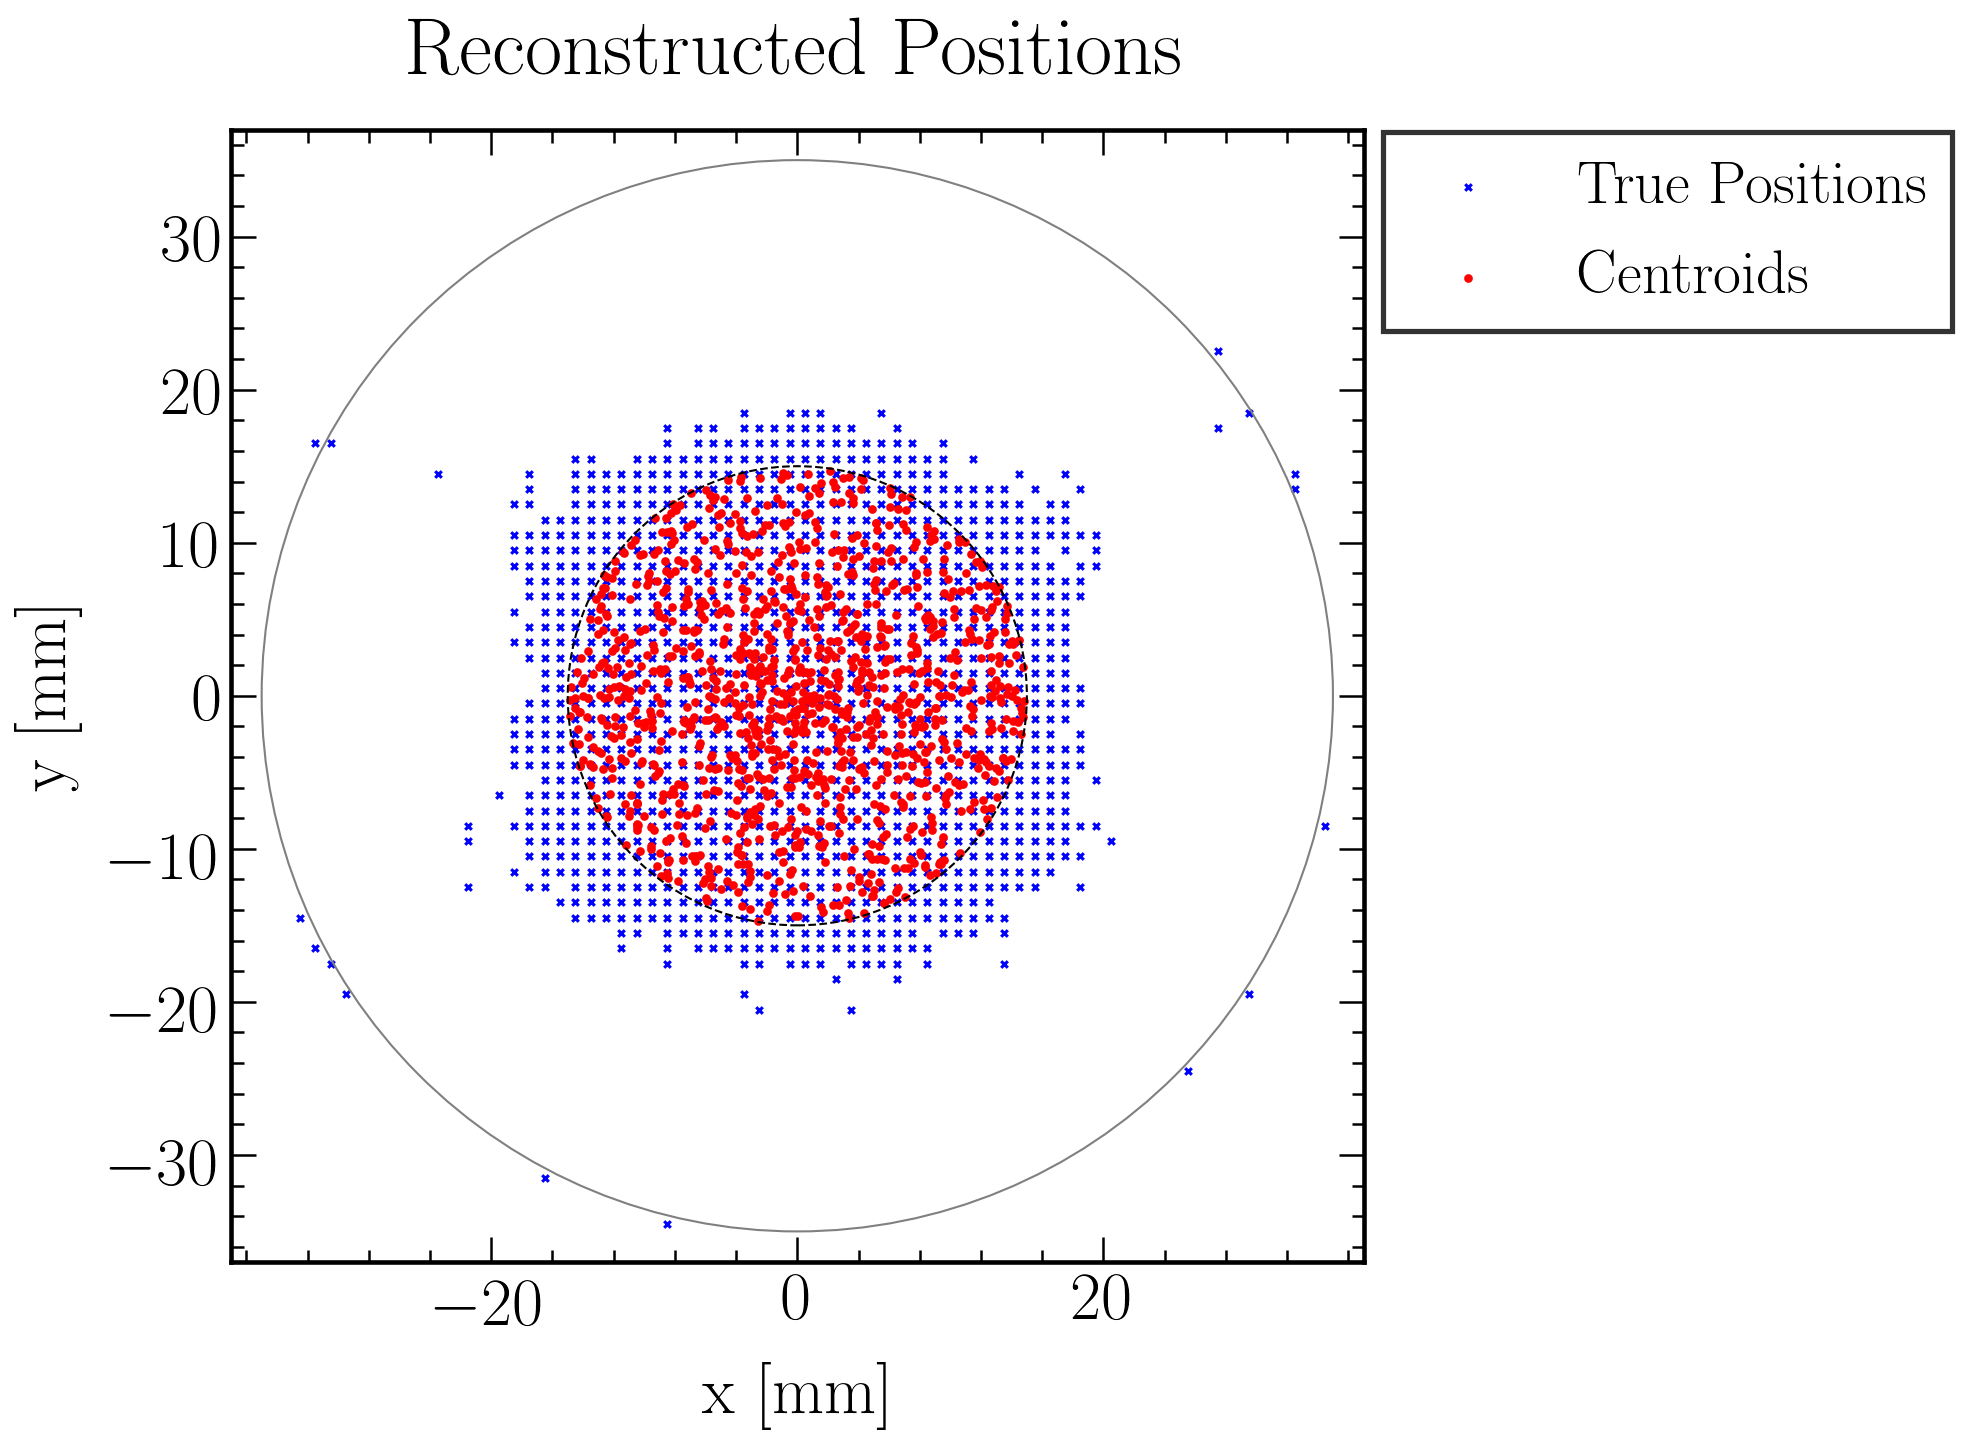 Reconstructed Positions
True Positions
Centroids
30
20
10
0
−10
−20
−30
y [mm]
−20 0 20
x [mm]